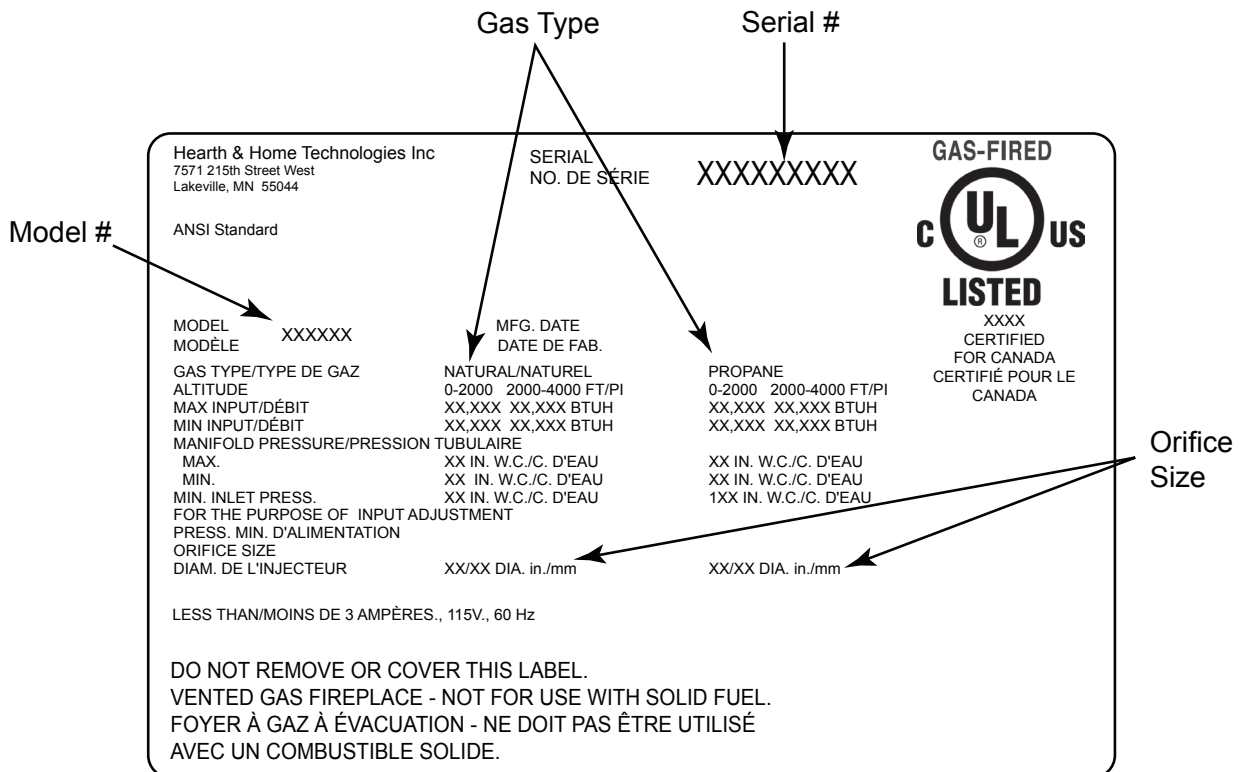 Gas Type
Serial #
Hearth & Home Technologies Inc
7571 215th Street West
Lakeville, MN 55044
SERIAL
NO. DE SÉRIE
XXXXXXXXX
GAS-FIRED
C UL US
®
LISTED
XXXX
CERTIFIED
FOR CANADA
CERTIFIÉ POUR LE
CANADA
Model #
ANSI Standard
MODEL
MODÈLE
XXXXXX
MFG. DATE
DATE DE FAB.
GAS TYPE/TYPE DE GAZ NATURAL/NATUREL PROPANE
ALTITUDE 0-2000 2000-4000 FT/PI 0-2000 2000-4000 FT/PI
MAX INPUT/DÉBIT XX,XXX XX,XXX BTUH XX,XXX XX,XXX BTUH
MIN INPUT/DÉBIT XX,XXX XX,XXX BTUH XX,XXX XX,XXX BTUH
MANIFOLD PRESSURE/PRESSION TUBULAIRE
MAX. XX IN. W.C./C. D'EAU XX IN. W.C./C. D'EAU
MIN. XX IN. W.C./C. D'EAU XX IN. W.C./C. D'EAU
MIN. INLET PRESS. XX IN. W.C./C. D'EAU 1XX IN. W.C./C. D'EAU
FOR THE PURPOSE OF INPUT ADJUSTMENT
PRESS. MIN. D'ALIMENTATION
ORIFICE SIZE
DIAM. DE L'INJECTEUR XX/XX DIA. in./mm XX/XX DIA. in./mm
Orifice
Size
LESS THAN/MOINS DE 3 AMPÈRES., 115V., 60 Hz
DO NOT REMOVE OR COVER THIS LABEL.
VENTED GAS FIREPLACE - NOT FOR USE WITH SOLID FUEL.
FOYER À GAZ À ÉVACUATION - NE DOIT PAS ÊTRE UTILISÉ
AVEC UN COMBUSTIBLE SOLIDE.